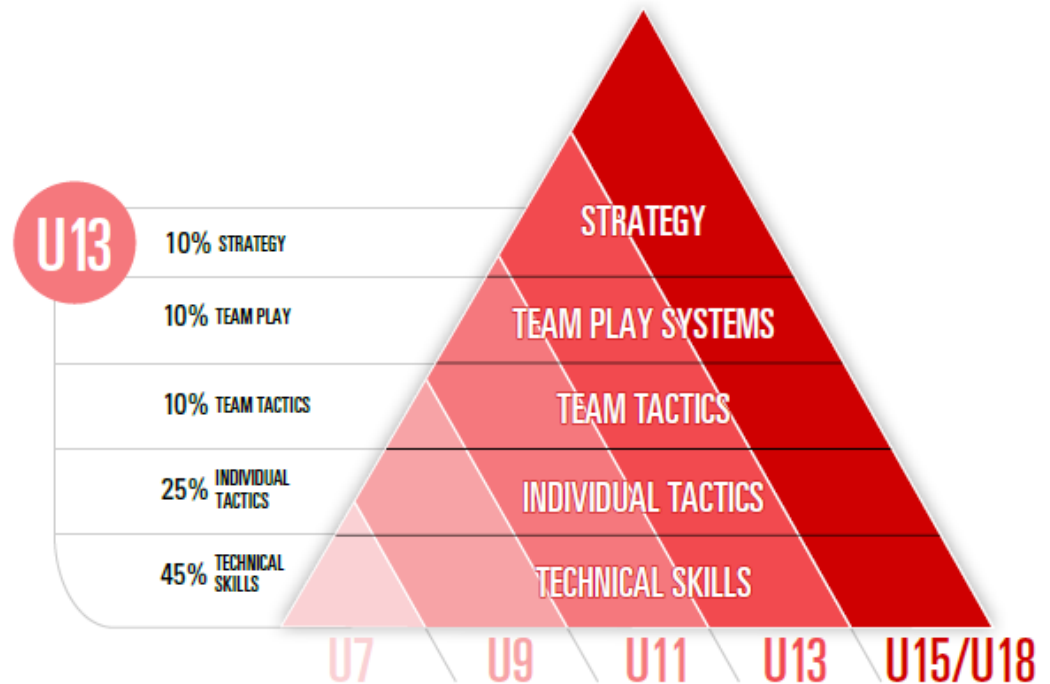 U13
10% STRATEGY
10% TEAM PLAY
10% TEAM TACTICS
25% INDIVIDUAL
TACTICS
45% TECHNICAL
SKILLS
STRATEGY
TEAM PLAY SYSTEMS
TEAM TACTICS
INDIVIDUAL TACTICS
TECHNICAL SKILLS
U7 U9 U11 U13 U15/U18